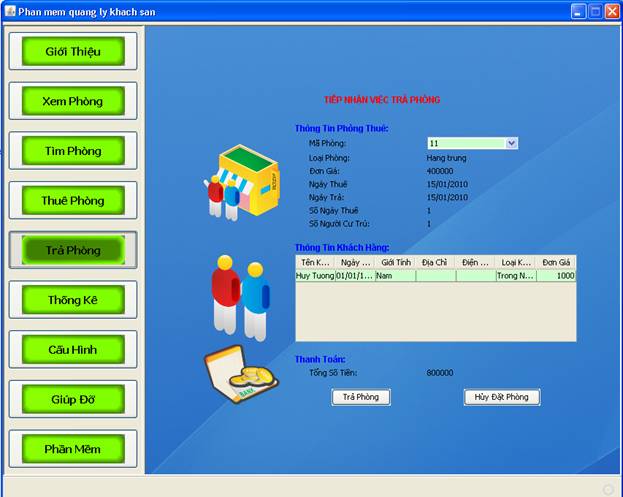 Phan mem quang ly khach san
Giới Thiệu
Xem Phòng
Tìm Phòng
Thuê Phòng
Trả Phòng
Thống Kê
Cấu Hình
Giúp Đỡ
Phần Mềm
TIẾP NHẬN VIỆC TRẢ PHÒNG
Thông Tin Phòng Thuê:
Mã Phòng: 11
Loại Phòng: Hang trung
Đơn Giá: 400000
Ngày Thuê 15/01/2010
Ngày Trả: 15/01/2010
Số Ngày Thuê 1
Số Người Cư Trú: 1
Thông Tin Khách Hàng:
Tên K... Ngày ... Giới Tính Địa Chỉ Điện ... Loại K... Đơn Giá
Huy Tuong 01/01/1... Nam Trong N... 1000
Thanh Toán:
Tổng Số Tiền: 800000
Trả Phòng Hủy Đặt Phòng
BANK